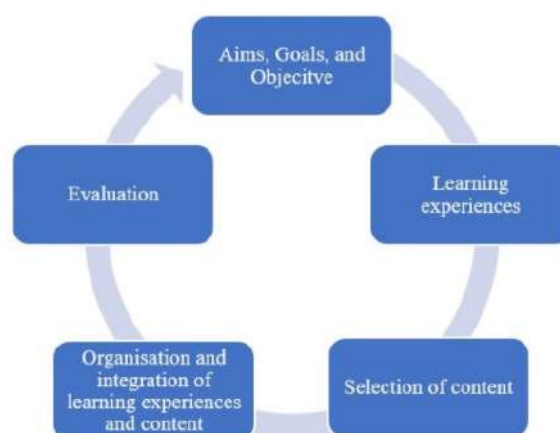 Aims, Goals, and
Objecitve
Learning
experiences
Selection of content
Organisation and
integration of
learning experiences
and content
Evaluation